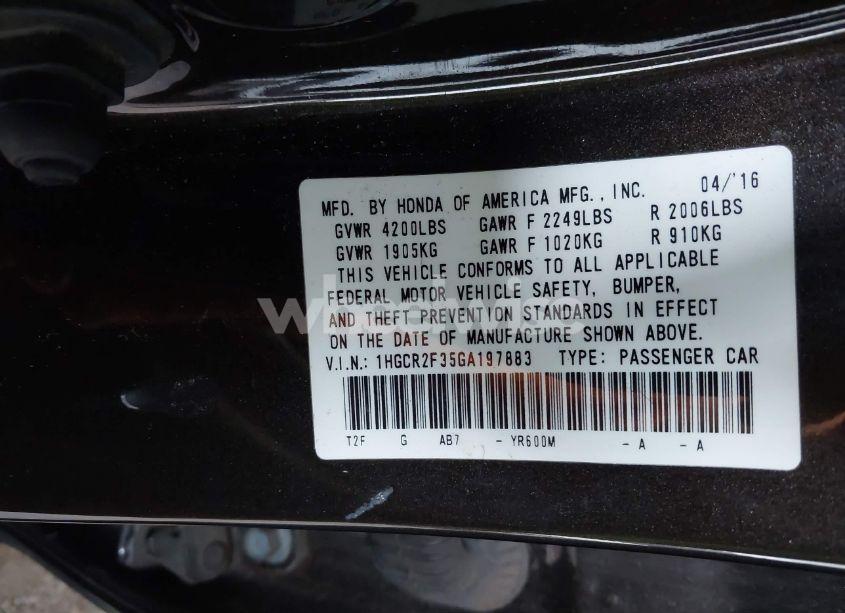 MFD. BY HONDA OF AMERICA MFG., INC. 04/'16
GVWR 4200LBS GAWR F 2249LBS R 2006LBS
GVWR 1905KG GAWR F 1020KG R 910KG
THIS VEHICLE CONFORMS TO ALL APPLICABLE
FEDERAL MOTOR VEHICLE SAFETY, BUMPER,
AND THEFT PREVENTION STANDARDS IN EFFECT
ON THE DATE OF MANUFACTURE SHOWN ABOVE.
V.I.N.: 1HGCR2F35GA197883 TYPE: PASSENGER CAR
T2F G AB7 - YR600M - A - A